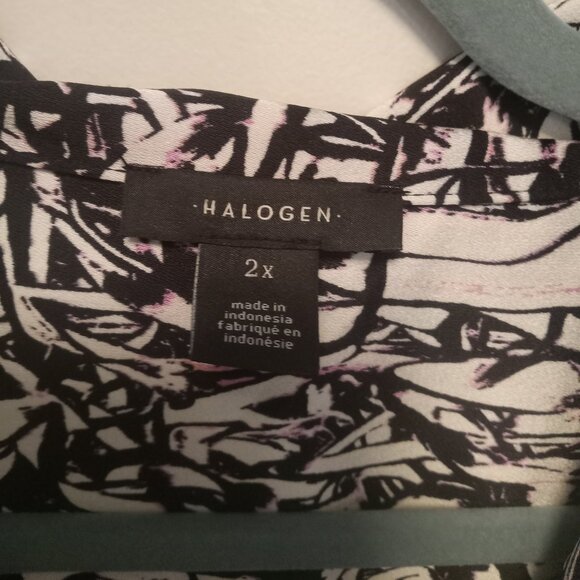 ·HALOGEN·
2x
made in
indonesia
fabriqué en
indonésie